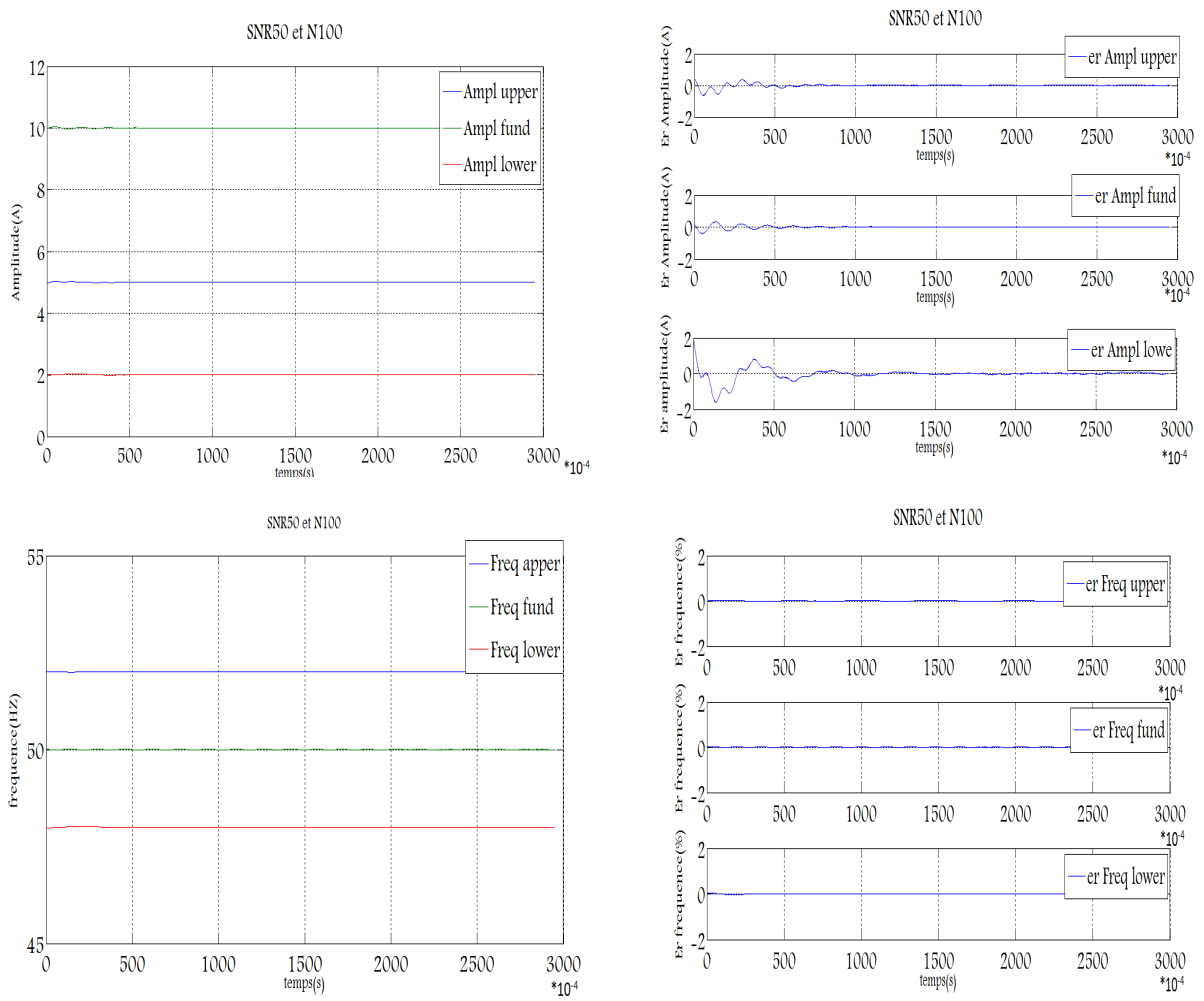 SNR50 et N100
12
10
8
6
4
2
0
Amplitude(A)
Ampl upper
Ampl fund
Ampl lower
0 500 1000 1500 2000 2500 3000
temps(s)
*10-4
SNR50 et N100
Er Amplitude(A)
2
0
-2
er Ampl upper
0 500 1000 1500 2000 2500 3000
temps(s)
*10-4
Er Amplitude(A)
2
0
-2
er Ampl fund
0 500 1000 1500 2000 2500 3000
temps(s)
*10-4
Er amplitude(A)
2
0
-2
er Ampl lowe
0 500 1000 1500 2000 2500 3000
temps(s)
*10-4
SNR50 et N100
55
50
45
frequence(HZ)
Freq apper
Freq fund
Freq lower
0 500 1000 1500 2000 2500 3000
temps(s)
*10-4
SNR50 et N100
Er frequence(%)
2
0
-2
er Freq upper
0 500 1000 1500 2000 2500 3000
*10-4
Er frequence(%)
2
0
-2
er Freq fund
0 500 1000 1500 2000 2500 3000
*10-4
Er frequence(%)
2
0
-2
er Freq lower
0 500 1000 1500 2000 2500 3000
temps(s)
*10-4